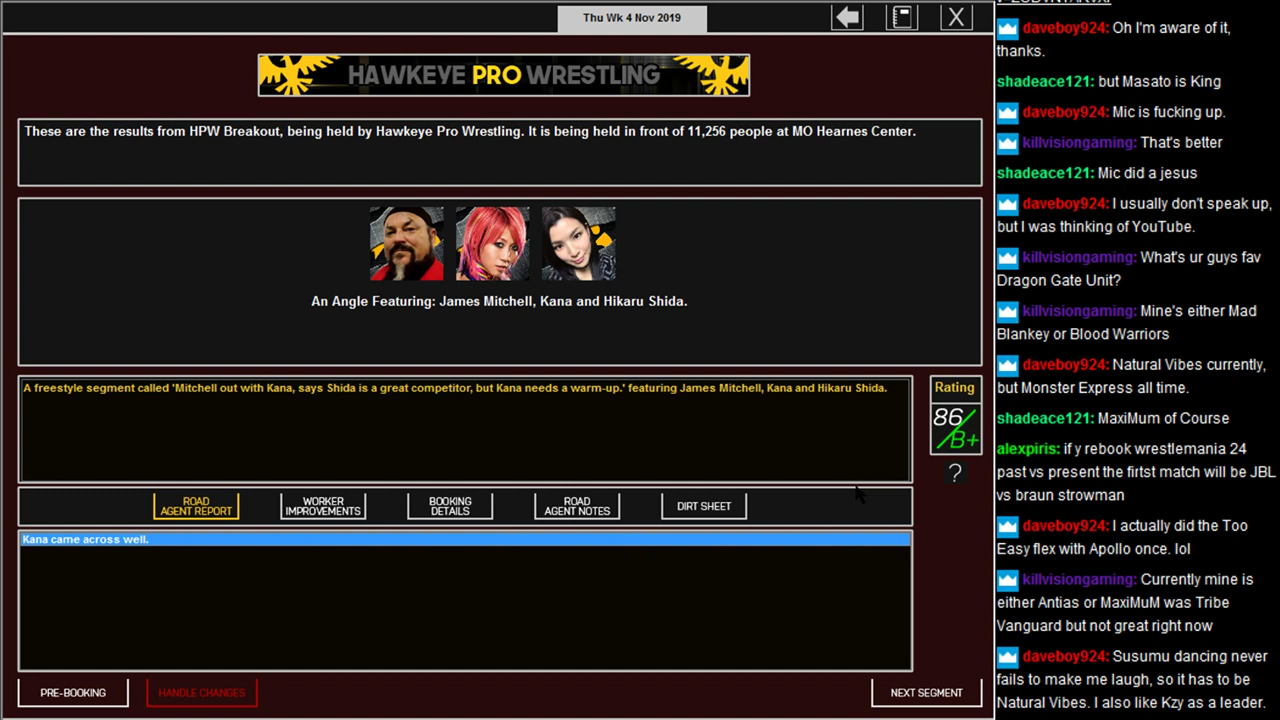 Thu Wk 4 Nov 2019
HAWKEYE PRO WRESTLING
These are the results from HPW Breakout, being held by Hawkeye Pro Wrestling. It is being held in front of 11,256 people at MO Hearnes Center.
An Angle Featuring: James Mitchell, Kana and Hikaru Shida.
A freestyle segment called 'Mitchell out with Kana, says Shida is a great competitor, but Kana needs a warm-up.' featuring James Mitchell, Kana and Hikaru Shida.
Rating
86
B+
?
ROAD
AGENT REPORT
WORKER
IMPROVEMENTS
BOOKING
DETAILS
ROAD
AGENT NOTES
DIRT SHEET
Kana came across well.
PRE-BOOKING
HANDLE CHANGES
NEXT SEGMENT
daveboy924: Oh I'm aware of it,
thanks.
shadeace121: but Masato is King
daveboy924: Mic is fucking up.
killvisiongaming: That's better
shadeace121: Mic did a jesus
daveboy924: I usually don't speak up,
but I was thinking of YouTube.
killvisiongaming: What's ur guys fav
Dragon Gate Unit?
killvisiongaming: Mine's either Mad
Blankey or Blood Warriors
daveboy924: Natural Vibes currently,
but Monster Express all time.
shadeace121: MaxiMum of Course
alexpiris: if y rebook wrestlemania 24
past vs present the firtst match will be JBL
vs braun strowman
daveboy924: I actually did the Too
Easy flex with Apollo once. lol
killvisiongaming: Currently mine is
either Antias or MaxiMuM was Tribe
Vanguard but not great right now
daveboy924: Susumu dancing never
fails to make me laugh, so it has to be
Natural Vibes. I also like Kzy as a leader.